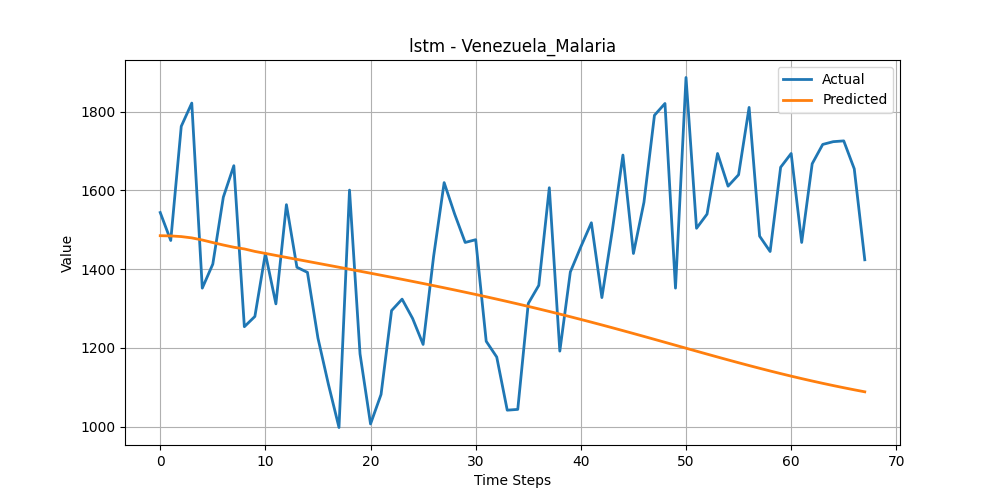 lstm - Venezuela_Malaria
Actual
Predicted
1800
1600
1400
1200
1000
Value
0 10 20 30 40 50 60 70
Time Steps